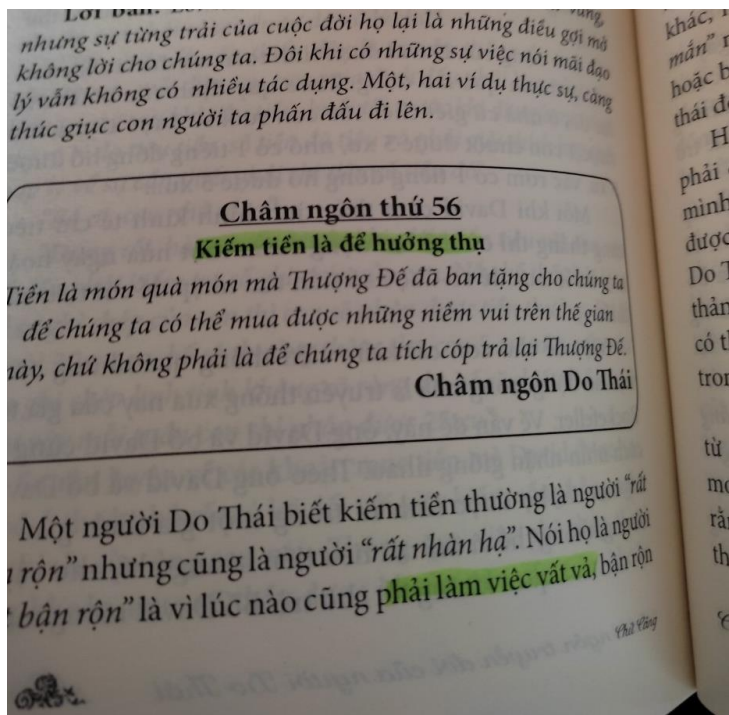 Lời bàn:
nhưng sự từng trải của cuộc đời họ lại là những điều gợi mở
không lời cho chúng ta. Đôi khi có những sự việc nói mãi đạo
lý vẫn không có nhiều tác dụng. Một, hai ví dụ thực sự, càng
thúc giục con người ta phấn đấu đi lên.
Châm ngôn thứ 56
Kiếm tiền là để hưởng thụ
Tiền là món quà món mà Thượng Đế đã ban tặng cho chúng ta
để chúng ta có thể mua được những niềm vui trên thế gian
này, chứ không phải là để chúng ta tích cóp trả lại Thượng Đế.
Châm ngôn Do Thái
Một người Do Thái biết kiếm tiền thường là người “rất
rộn” nhưng cũng là người “rất nhàn hạ”. Nói họ là người
bận rộn” là vì lúc nào cũng phải làm việc vất vả, bận rộn
khác,
mắn”
hoặc
thái
phải
mình
được
Do
có
từ